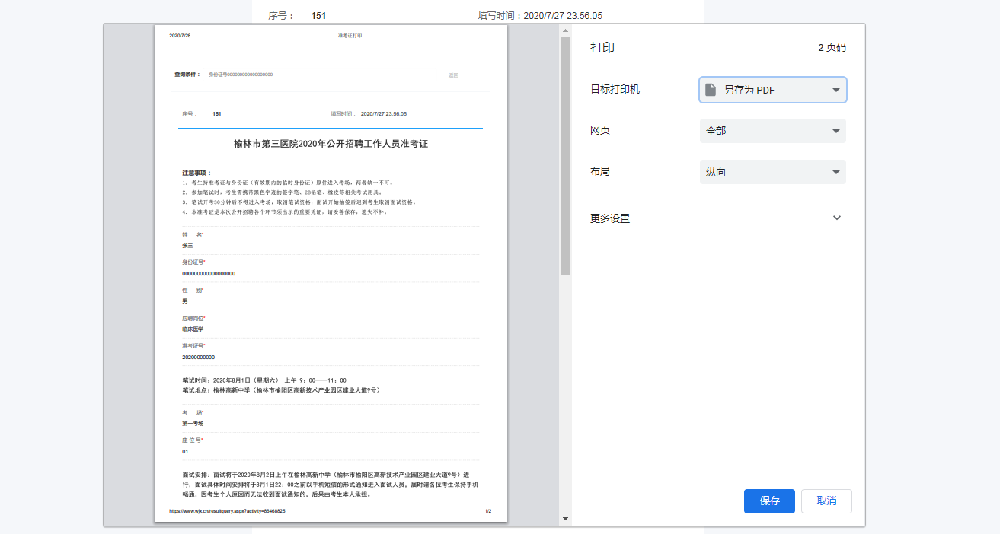 序号： 151 填写时间：2020/7/27 23:56:05
2020/7/28 准考证打印
查询条件： 身份证号000000000000000000 返回
序号： 151 填写时间： 2020/7/27 23:56:05
榆林市第三医院2020年公开招聘工作人员准考证
注意事项：
1. 考生持准考证与身份证（有效期内的临时身份证）原件进入考场，两者缺一不可。
2. 参加笔试时，考生需携带黑色字迹的签字笔、2B铅笔、橡皮等相关考试用具。
3. 笔试开考30分钟后不得进入考场，取消笔试资格；面试开始抽签后迟到考生取消面试资格。
4. 本准考证是本次公开招聘各个环节须出示的重要凭证，请妥善保存，遗失不补。
姓 名*
张三
身份证号*
000000000000000000
性 别*
男
应聘岗位*
临床医学
准考证号*
20200000000
笔试时间：2020年8月1日（星期六） 上午 9：00——11：00
笔试地点：榆林高新中学（榆林市榆阳区高新技术产业园区建业大道9号）
考 场*
第一考场
座 位 号*
01
面试安排：面试将于2020年8月2日上午在榆林高新中学（榆林市榆阳区高新技术产业园区建业大道9号）进
行，面试具体时间安排将于8月1日22：00之前以手机短信的形式通知进入面试人员，届时请各位考生保持手机
畅通，因考生个人原因而无法收到面试通知的，后果由考生本人承担。
https://www.wjx.cn/resultquery.aspx?activity=86468825 1/2
打印 2 页码
目标打印机 另存为 PDF
网页 全部
布局 纵向
更多设置
保存 取消